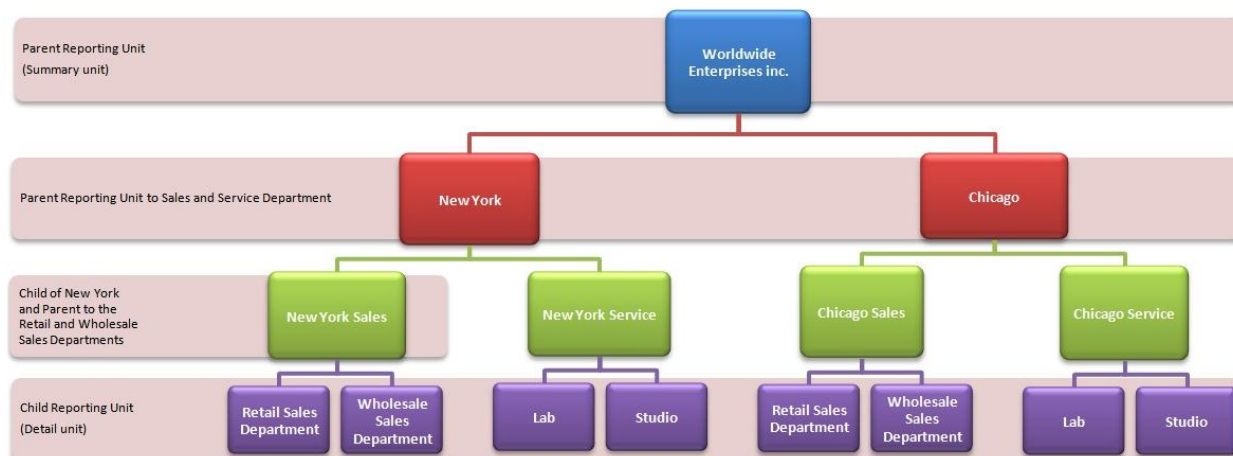 Parent Reporting Unit
(Summary unit)
Worldwide
Enterprises inc.
Parent Reporting Unit to Sales and Service Department
New York
Chicago
Child of New York
and Parent to the
Retail and Wholesale
Sales Departments
New York Sales
New York Service
Chicago Sales
Chicago Service
Child Reporting Unit
(Detail unit)
Retail Sales
Department
Wholesale
Sales
Department
Lab
Studio
Retail Sales
Department
Wholesale
Sales
Department
Lab
Studio